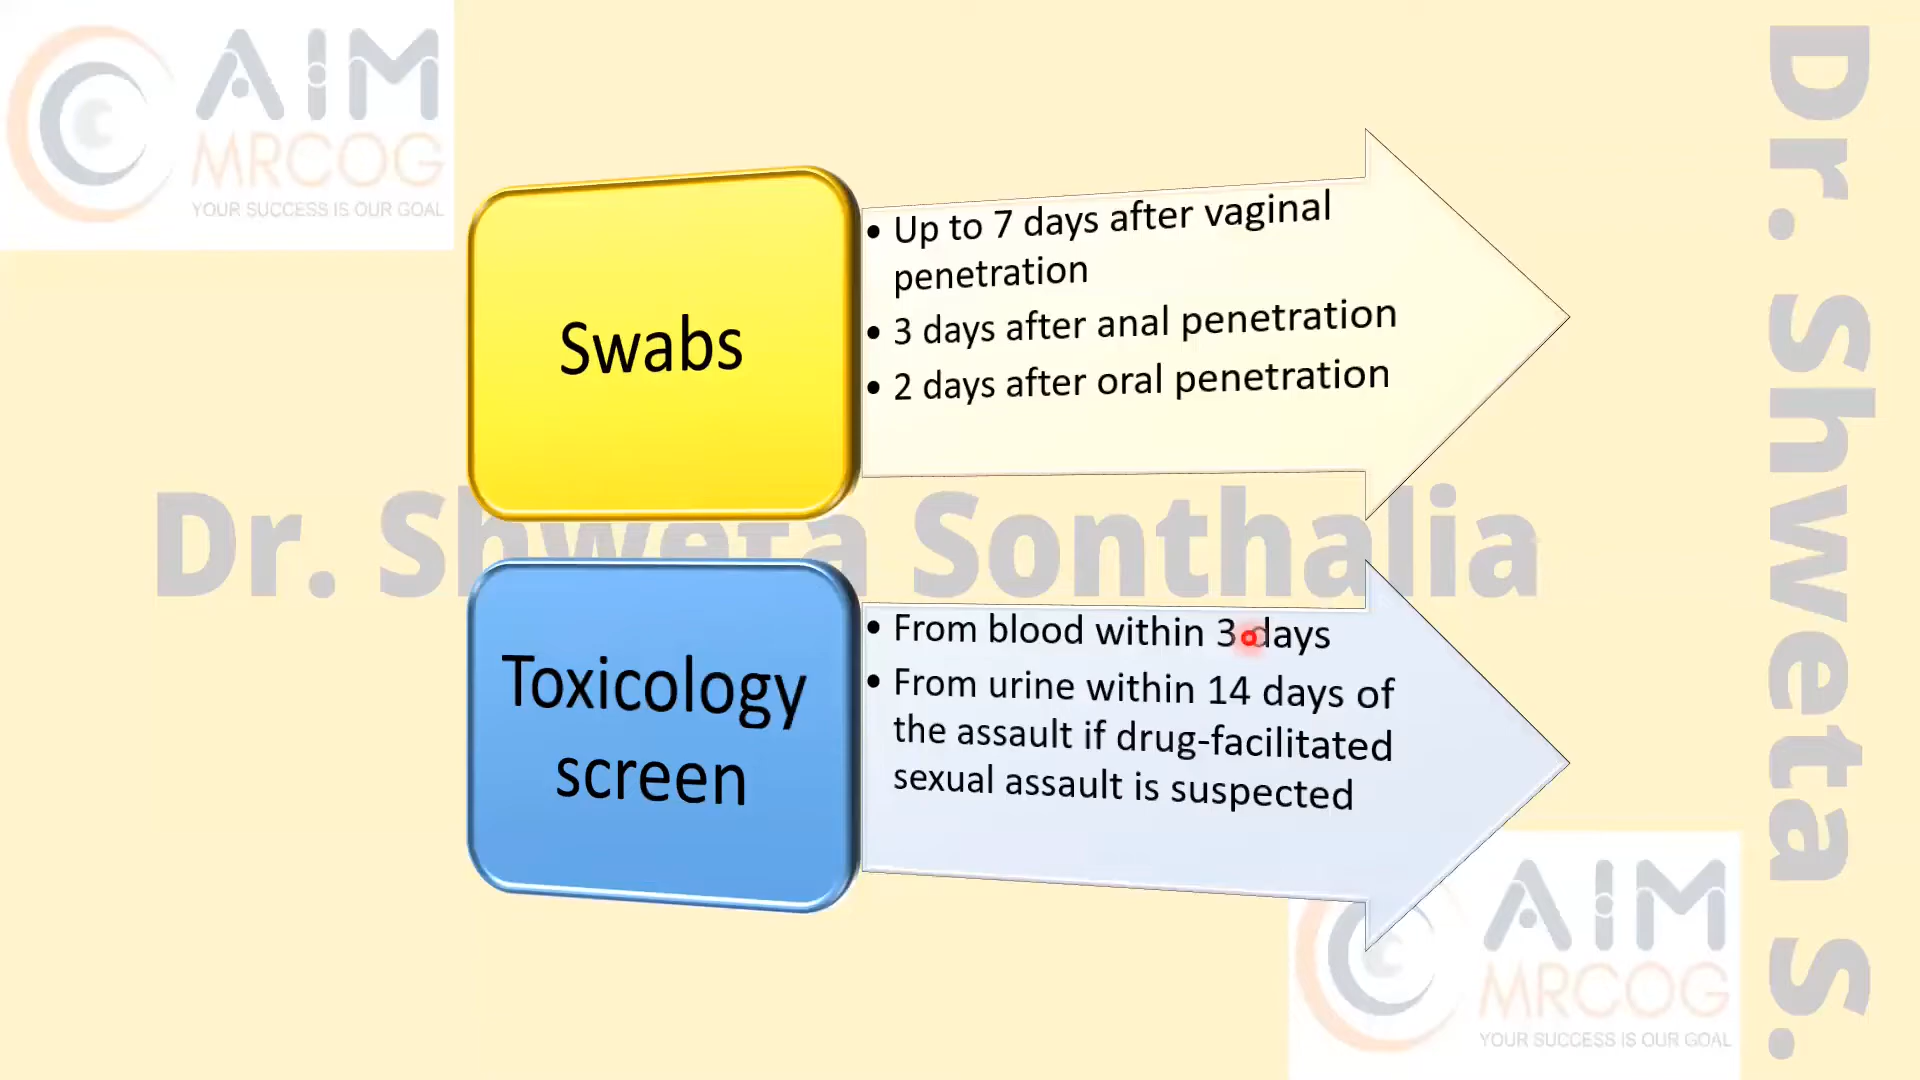 AIM
MRCOG
YOUR SUCCESS IS OUR GOAL
Swabs
• Up to 7 days after vaginal
penetration
• 3 days after anal penetration
• 2 days after oral penetration
Dr. Shweta Sonthalia
Toxicology
screen
• From blood within 3 days
• From urine within 14 days of
the assault if drug-facilitated
sexual assault is suspected
AIM
MRCOG
YOUR SUCCESS IS OUR GOAL
Dr. Shweta S.